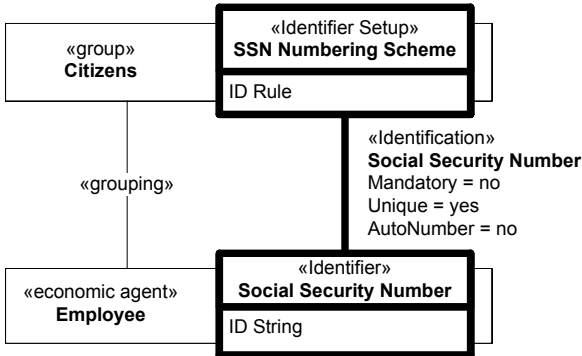 «group»
Citizens
«Identifier Setup»
SSN Numbering Scheme
ID Rule
«Identification»
Social Security Number
Mandatory = no
Unique = yes
AutoNumber = no
«grouping»
«economic agent»
Employee
«Identifier»
Social Security Number
ID String